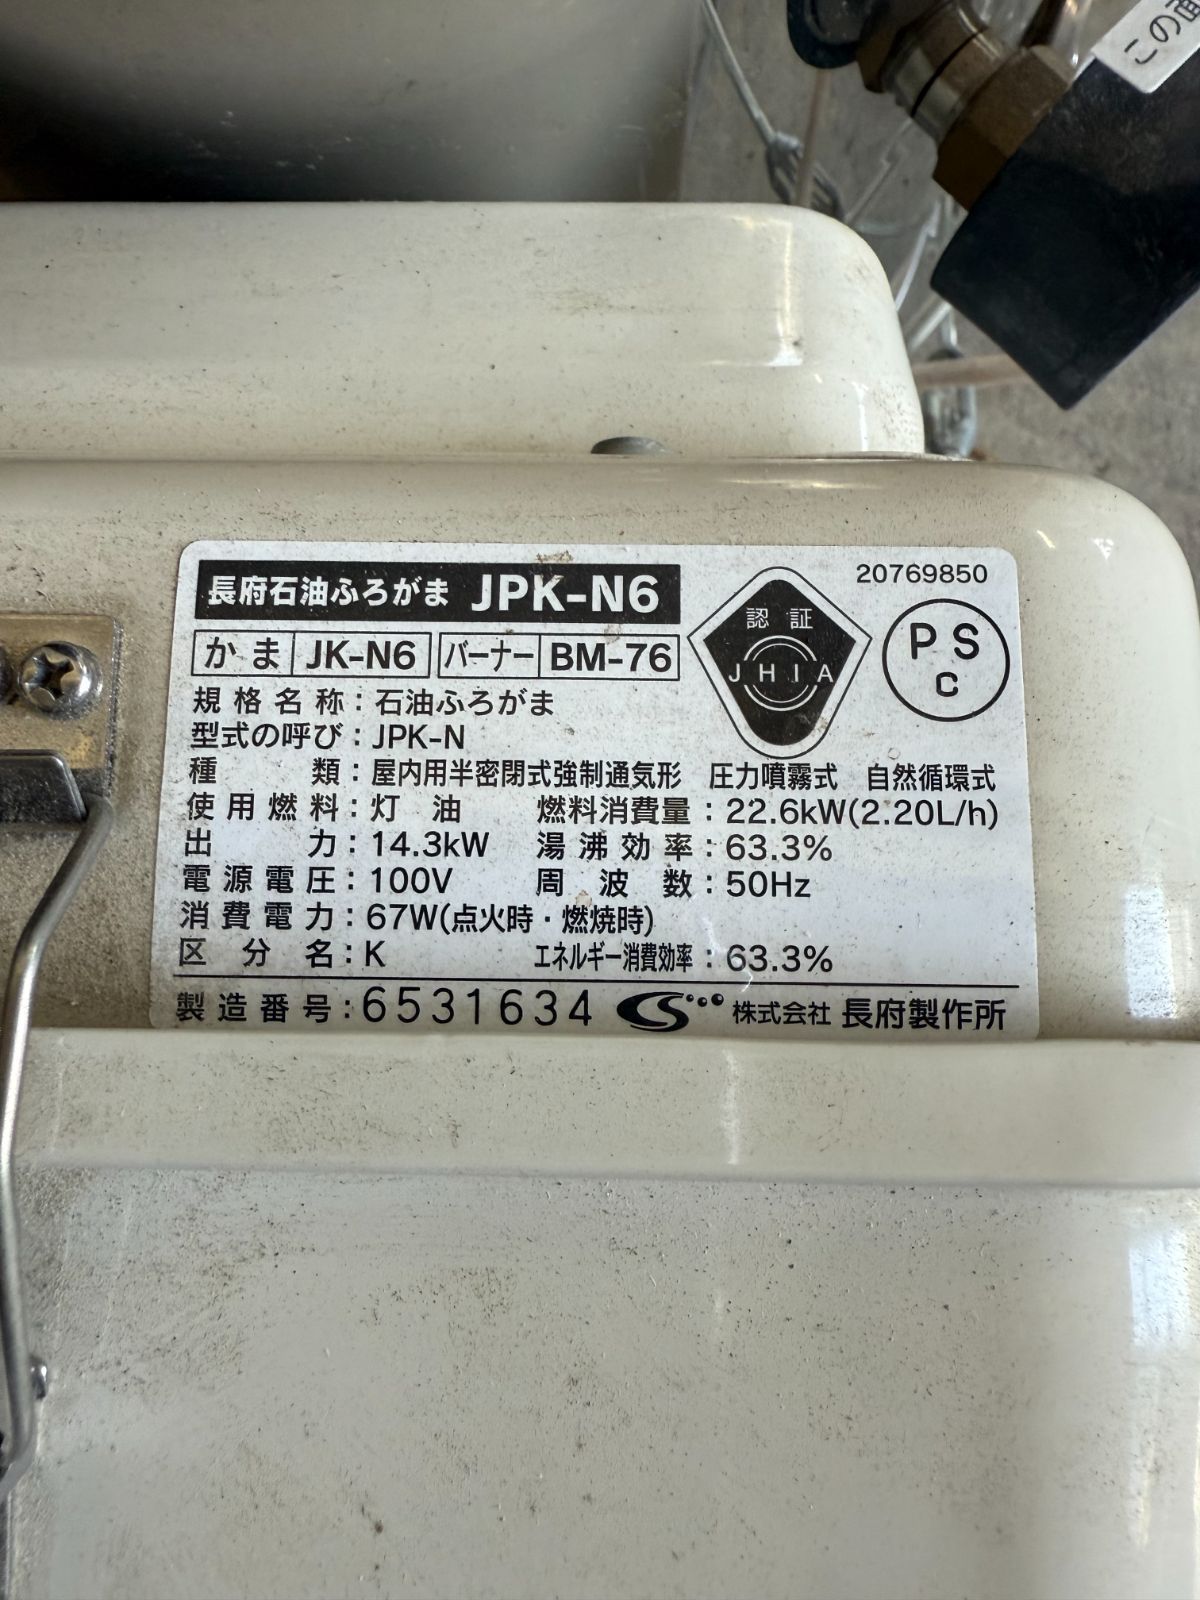 この面
20769850
長府石油ふろがま JPK-N6
認証
JHIA
PS
C
かま JK-N6 バーナー BM-76
規格名称：石油ふろがま
型式の呼び：JPK-N
種類：屋内用半密閉式強制通気形 圧力噴霧式 自然循環式
使用燃料：灯油 燃料消費量：22.6kW(2.20L/h)
出力：14.3kW 湯沸効率：63.3%
電源電圧：100V 周波数：50Hz
消費電力：67W(点火時・燃焼時)
区分名：K エネルギー消費効率：63.3%
製造番号：6531634 株式会社 長府製作所